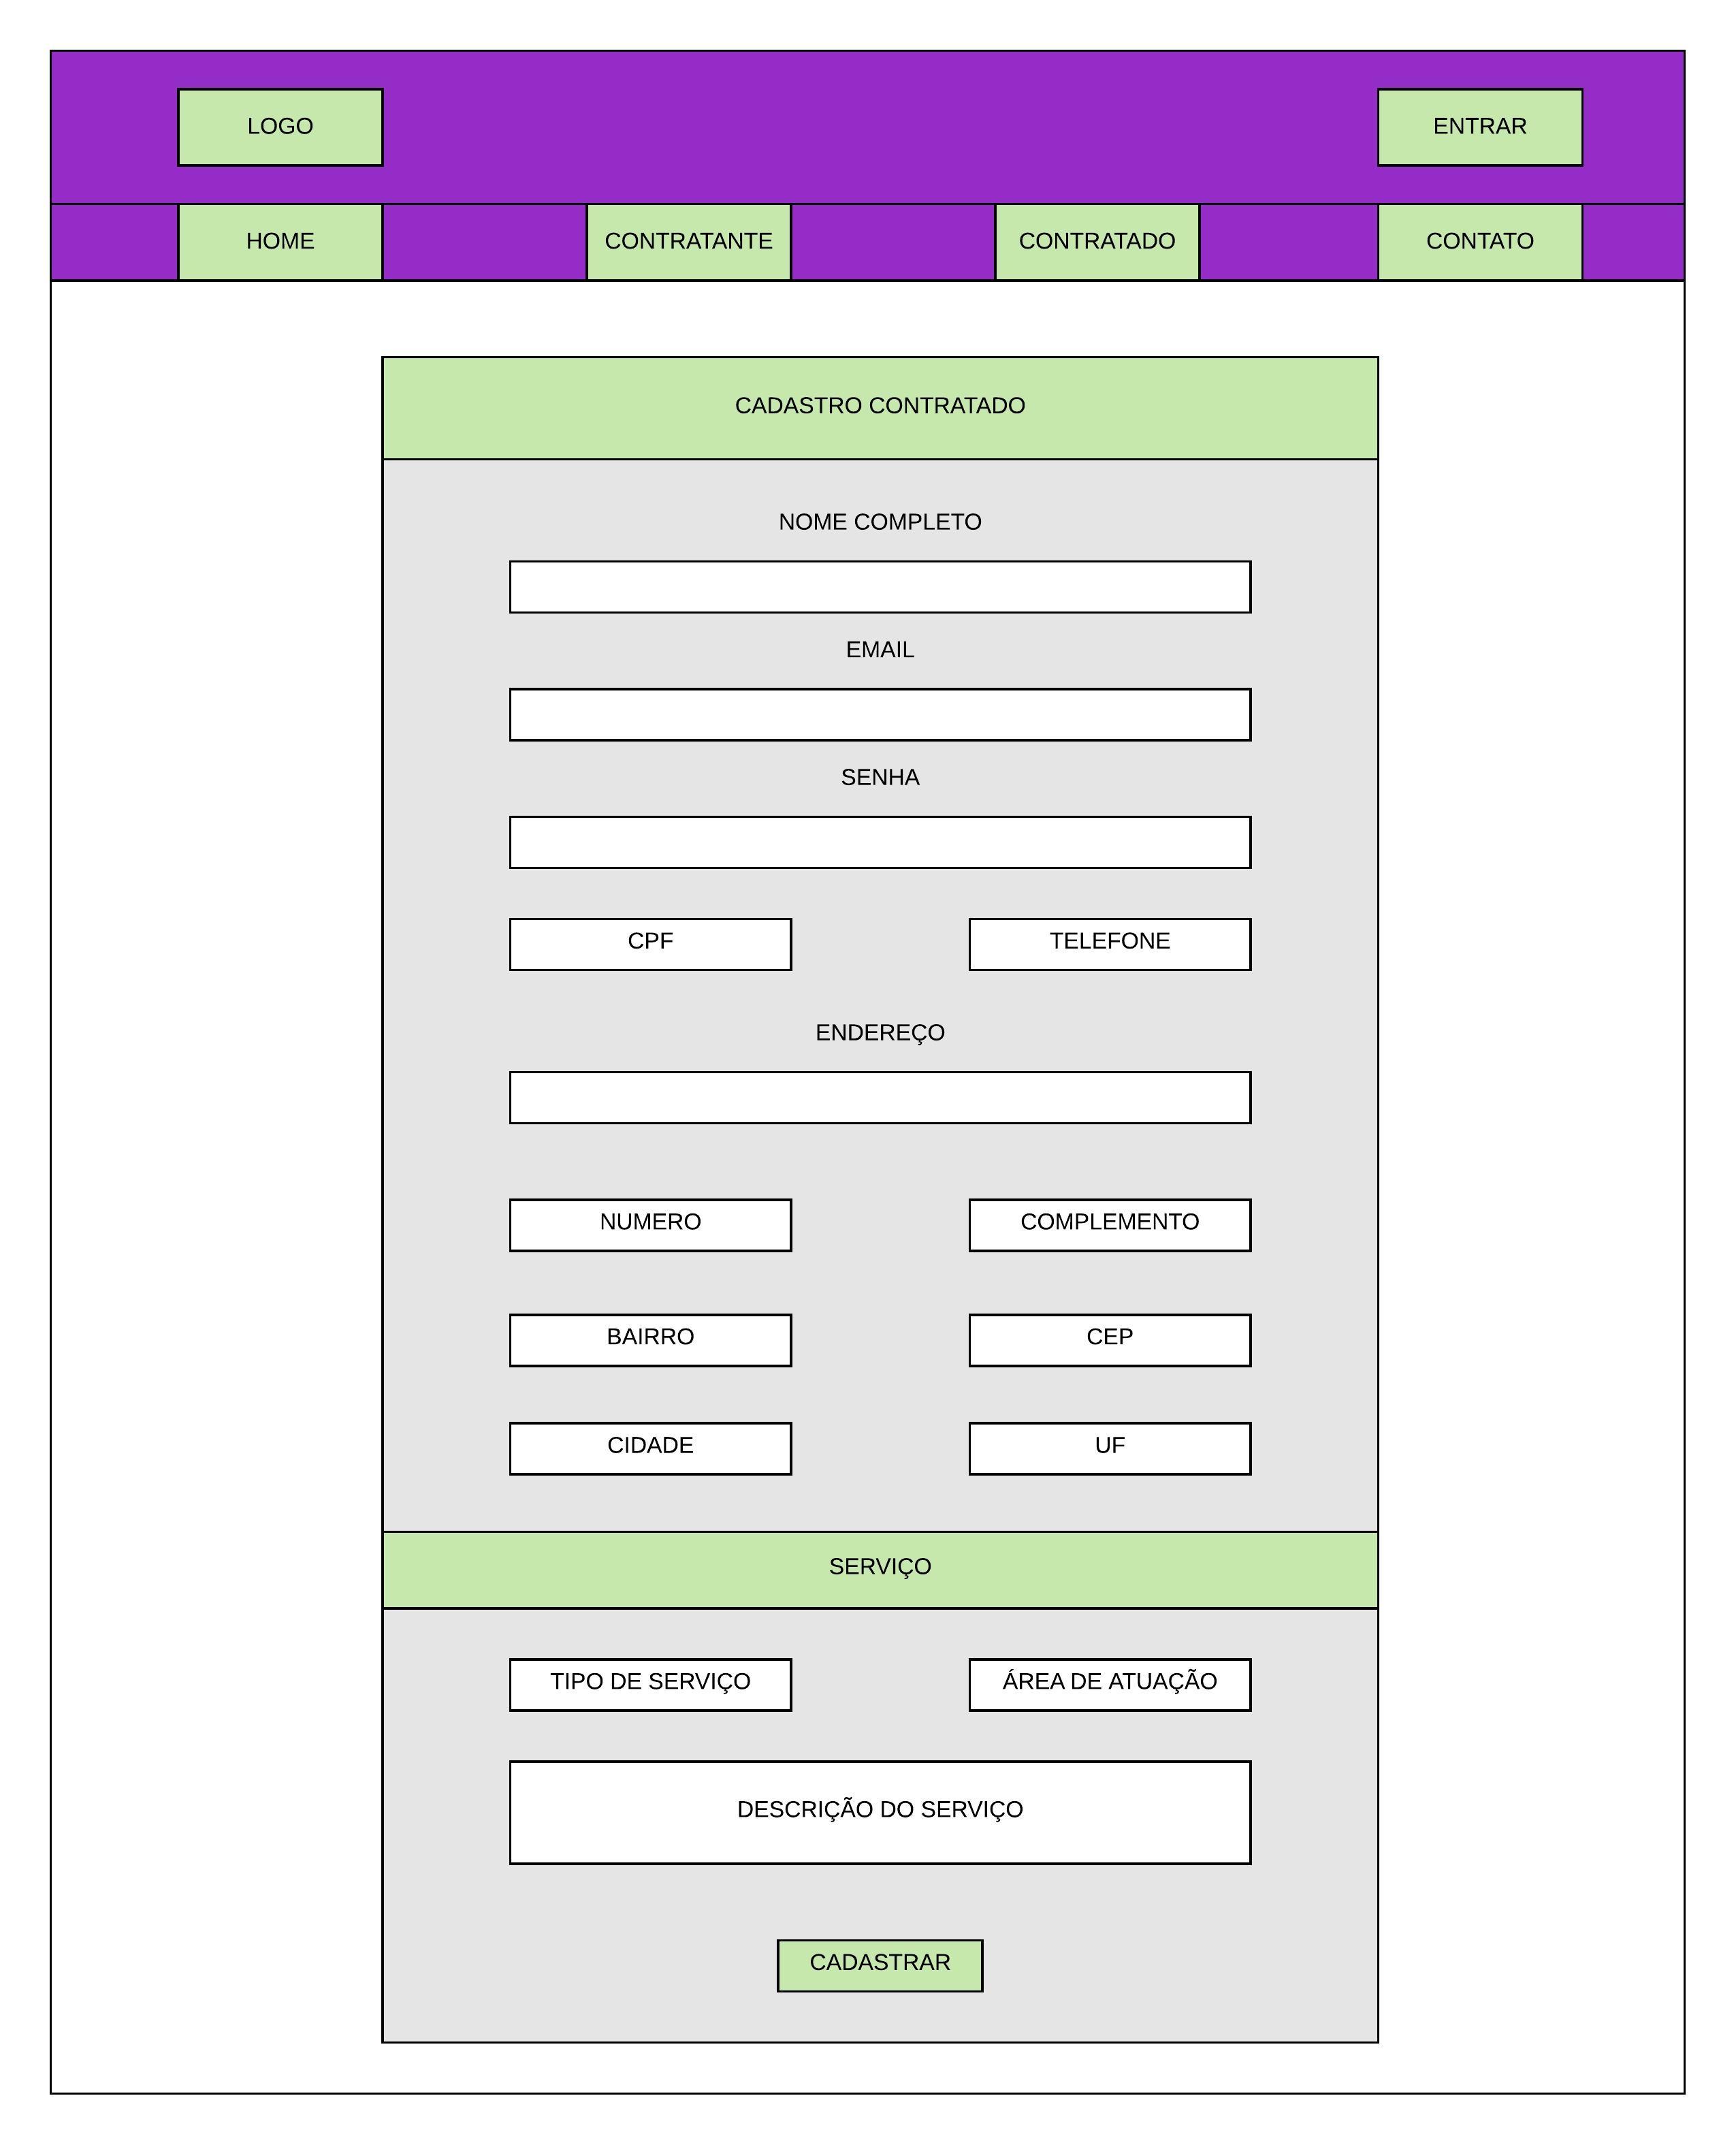 LOGO
ENTRAR
HOME
CONTRATANTE
CONTRATADO
CONTATO
CADASTRO CONTRATADO
NOME COMPLETO
EMAIL
SENHA
CPF
TELEFONE
ENDEREÇO
NUMERO
COMPLEMENTO
BAIRRO
CEP
CIDADE
UF
SERVIÇO
TIPO DE SERVIÇO
ÁREA DE ATUAÇÃO
DESCRIÇÃO DO SERVIÇO
CADASTRAR